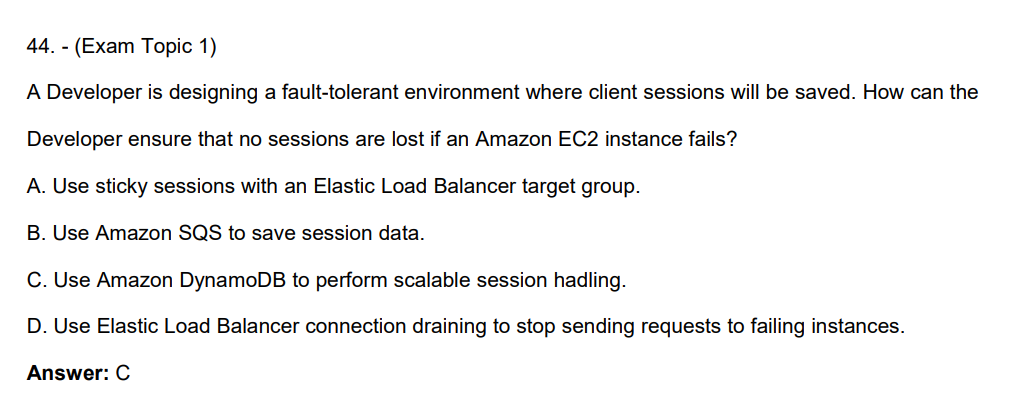 44. - (Exam Topic 1)
A Developer is designing a fault-tolerant environment where client sessions will be saved. How can the
Developer ensure that no sessions are lost if an Amazon EC2 instance fails?
A. Use sticky sessions with an Elastic Load Balancer target group.
B. Use Amazon SQS to save session data.
C. Use Amazon DynamoDB to perform scalable session hadling.
D. Use Elastic Load Balancer connection draining to stop sending requests to failing instances.
Answer: C